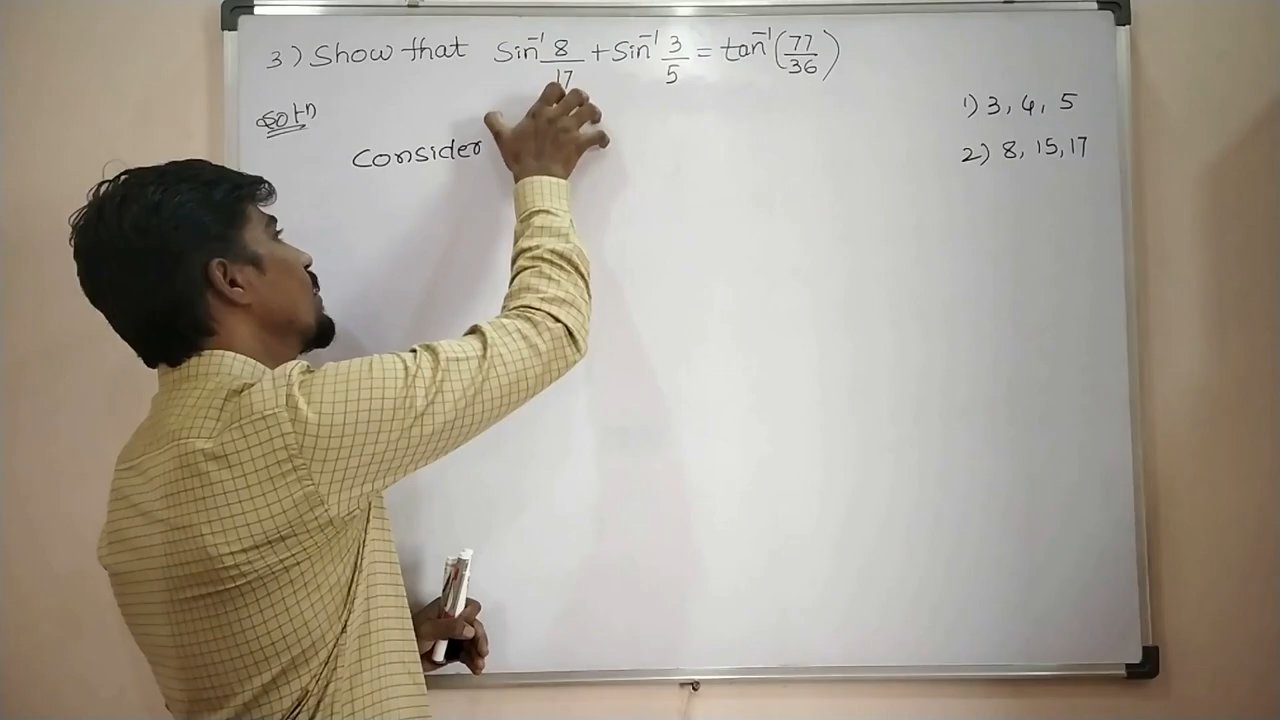 3) Show that Sin⁻¹ 8/17 + Sin⁻¹ 3/5 = tan⁻¹(77/36)
Solⁿ
Consider
1) 3, 4, 5
2) 8, 15, 17